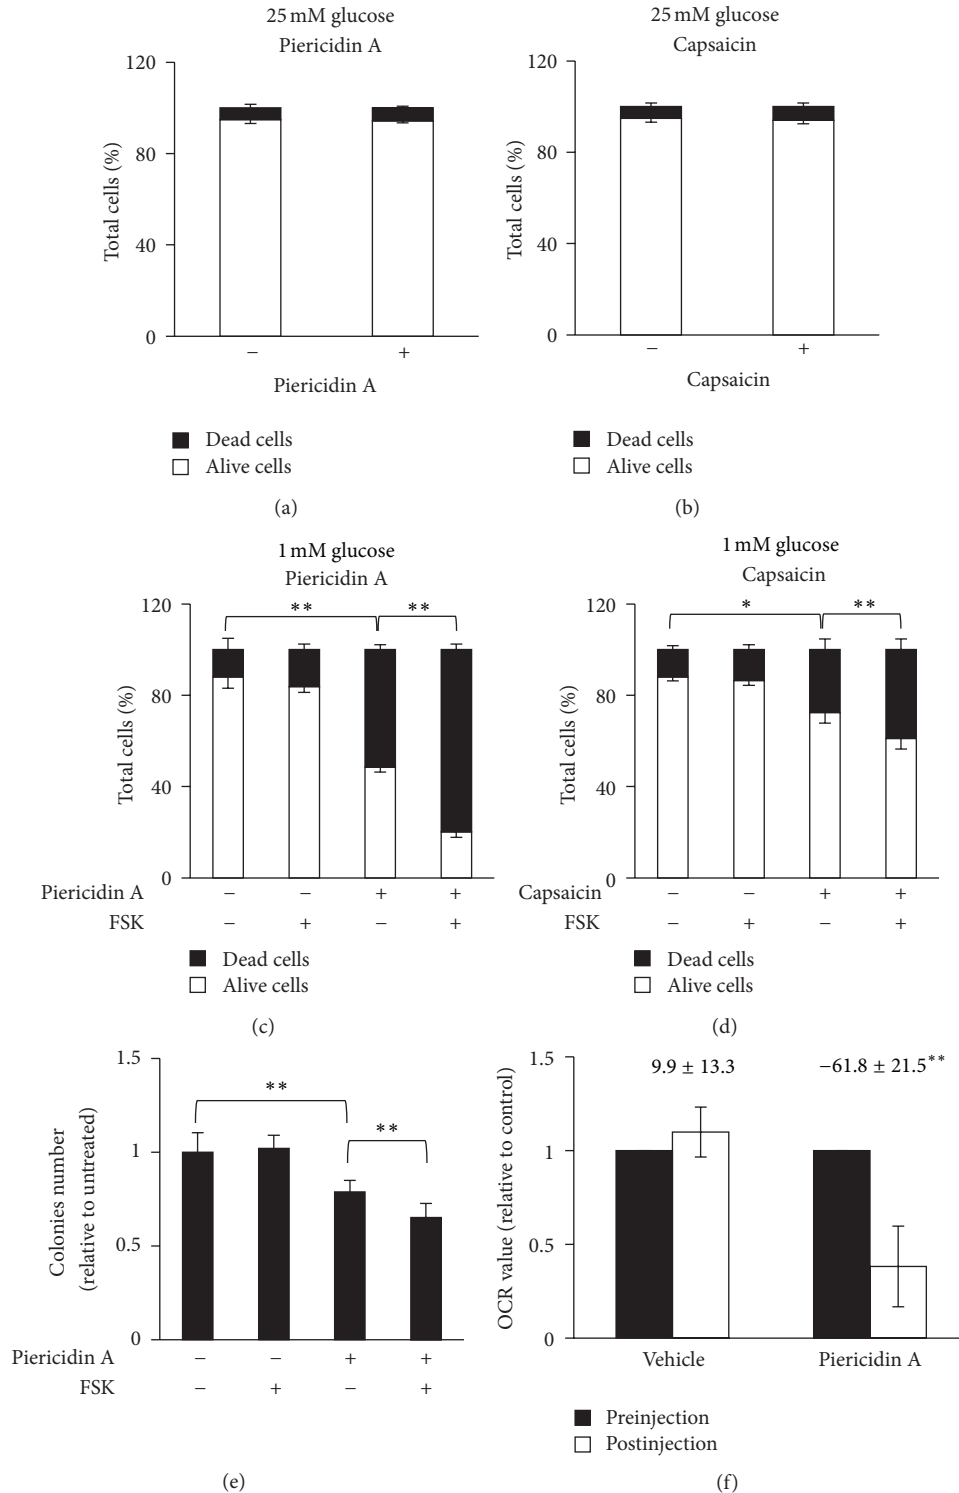 25 mM glucose
Piericidin A
120
80
40
0
Total cells (%)
− +
Piericidin A
Dead cells
Alive cells
(a)
25 mM glucose
Capsaicin
120
80
40
0
Total cells (%)
− +
Capsaicin
Dead cells
Alive cells
(b)
1 mM glucose
Piericidin A
120
80
40
0
Total cells (%)
** **
Piericidin A − − + +
FSK − + − +
Dead cells
Alive cells
(c)
1 mM glucose
Capsaicin
120
80
40
0
Total cells (%)
* **
Capsaicin − − + +
FSK − + − +
Dead cells
Alive cells
(d)
1.5
1
0.5
0
Colonies number
(relative to untreated)
**
**
Piericidin A − − + +
FSK − + − +
(e)
1.5
1
0.5
0
OCR value (relative to control)
9.9 ± 13.3 −61.8 ± 21.5**
Vehicle Piericidin A
Preinjection
Postinjection
(f)